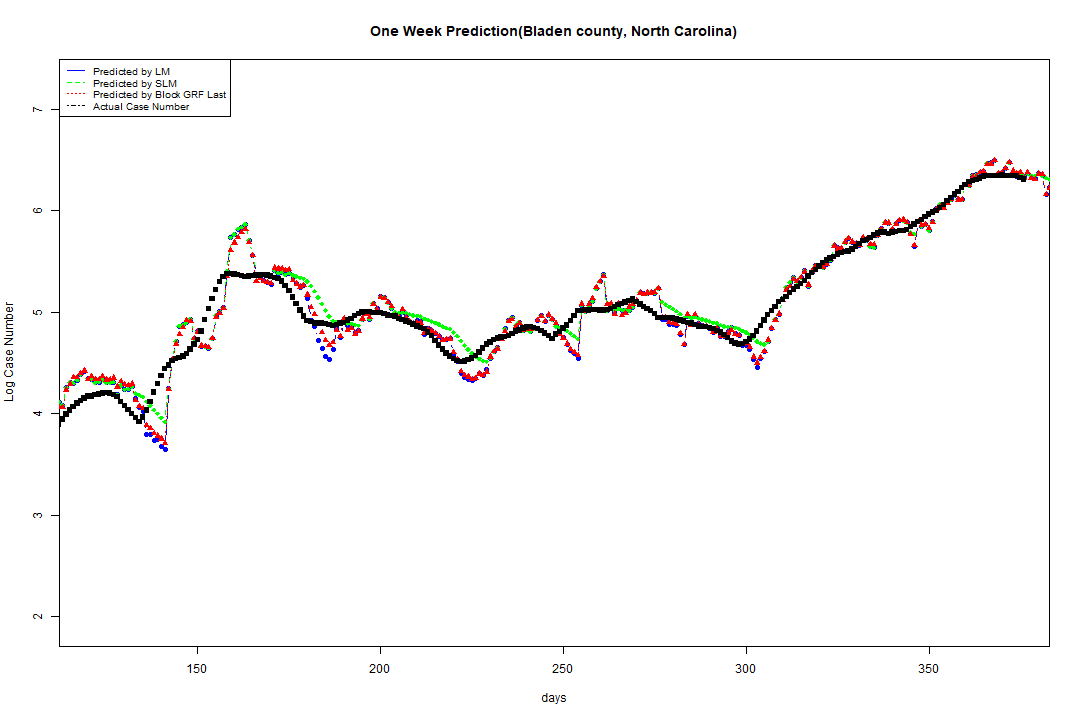 One Week Prediction(Bladen county, North Carolina)
Predicted by LM
Predicted by SLM
Predicted by Block GRF Last
Actual Case Number
Log Case Number
7
6
5
4
3
2
150 200 250 300 350
days